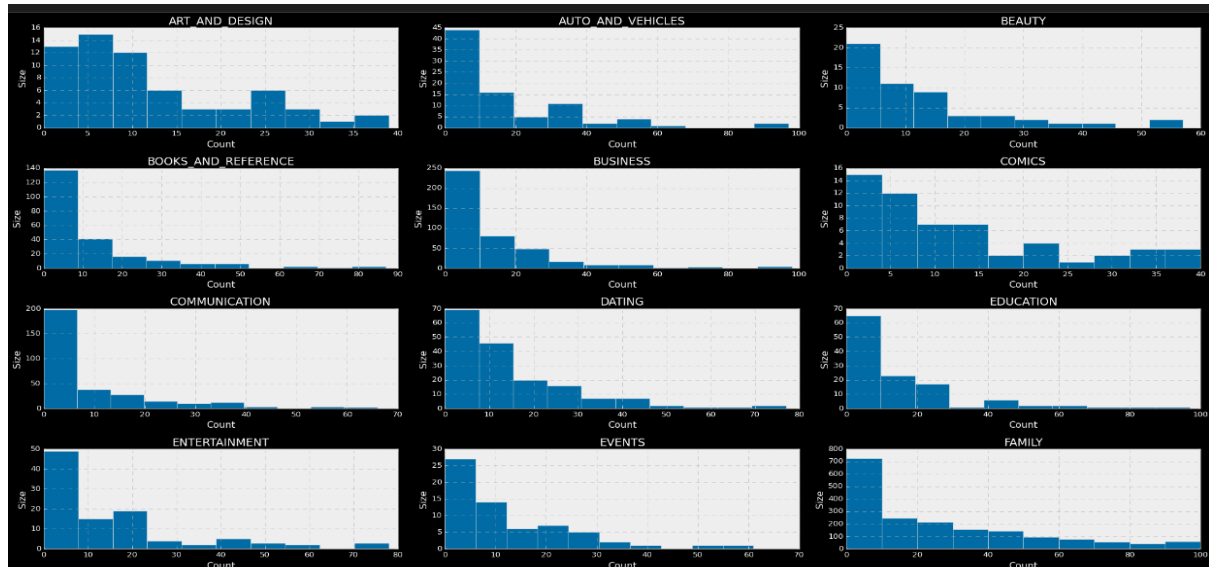 ART_AND_DESIGN
16
14
12
10
8
6
4
2
0
Size
0 5 10 15 20 25 30 35 40
Count
AUTO_AND_VEHICLES
45
40
35
30
25
20
15
10
5
0
Size
0 20 40 60 80 100
Count
BEAUTY
25
20
15
10
5
0
Size
0 10 20 30 40 50 60
Count
BOOKS_AND_REFERENCE
140
120
100
80
60
40
20
0
Size
0 10 20 30 40 50 60 70 80 90
Count
BUSINESS
250
200
150
100
50
0
Size
0 20 40 60 80 100
Count
COMICS
16
14
12
10
8
6
4
2
0
Size
0 5 10 15 20 25 30 35 40
Count
COMMUNICATION
200
150
100
50
0
Size
0 10 20 30 40 50 60 70
Count
DATING
70
60
50
40
30
20
10
0
Size
0 10 20 30 40 50 60 70 80
Count
EDUCATION
70
60
50
40
30
20
10
0
Size
0 20 40 60 80 100
Count
ENTERTAINMENT
50
40
30
20
10
0
Size
0 10 20 30 40 50 60 70 80
Count
EVENTS
30
25
20
15
10
5
0
Size
0 10 20 30 40 50 60 70
Count
FAMILY
800
700
600
500
400
300
200
100
0
Size
0 20 40 60 80 100
Count